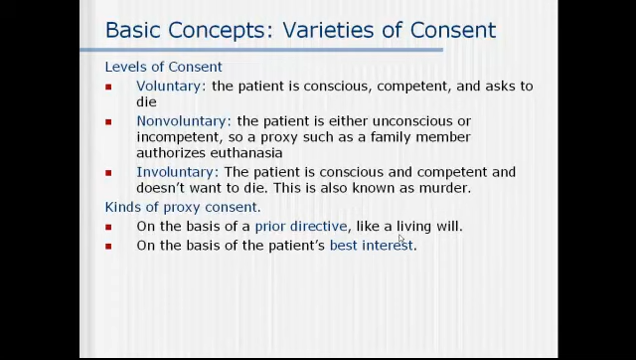 Basic Concepts: Varieties of Consent
Levels of Consent
Voluntary: the patient is conscious, competent, and asks to
die
Nonvoluntary: the patient is either unconscious or
incompetent, so a proxy such as a family member
authorizes euthanasia
Involuntary: The patient is conscious and competent and
doesn't want to die. This is also known as murder.
Kinds of proxy consent.
On the basis of a prior directive, like a living will.
On the basis of the patient's best interest.